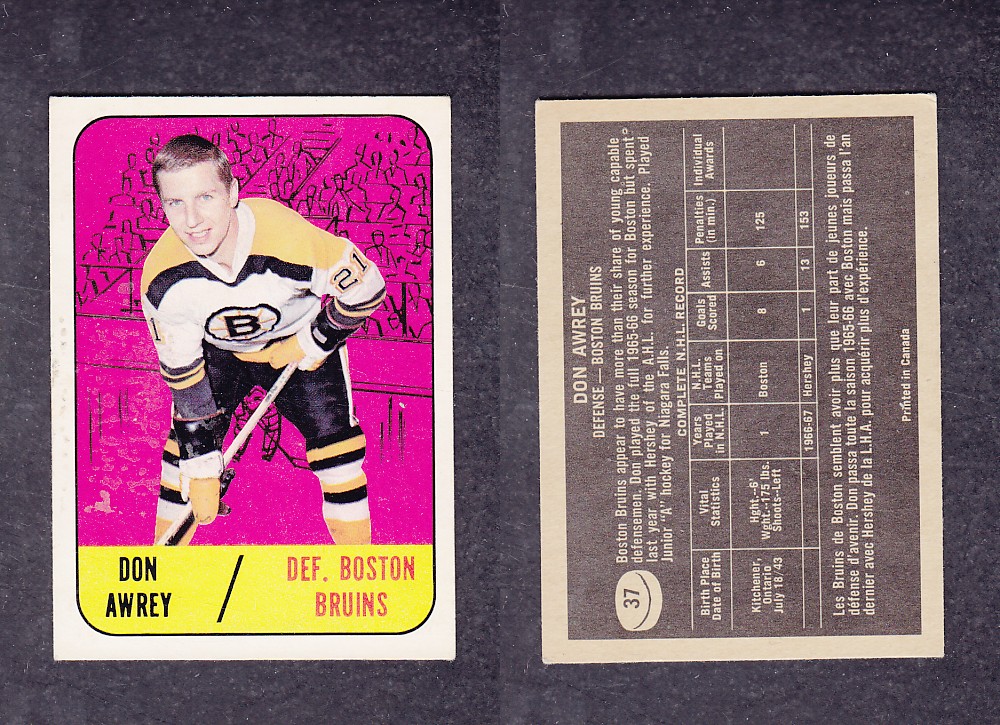 21
1
B
DON
AWREY
/
DEF. BOSTON
BRUINS
37
DON AWREY
DEFENSE—BOSTON BRUINS
Boston Bruins appear to have more than their share of young capable
defensemen. Don played the full 1965-66 season for Boston but spent
last year with Hershey of the A.H.L. for further experience. Played
Junior "A" hockey for Niagara Falls.
COMPLETE N.H.L. RECORD
Birth Place
Date of Birth
Vital
Statistics
Years
Played
in N.H.L.
N.H.L.
Teams
Played on
Goals
Scored
Assists
Penalties
(in min.)
Individual
Awards
Kitchener,
Ontario
July 18/43
Hght.-6'
Wght.-175 lbs.
Shoots-Left
1 Boston 8 6 125
1966-67 Hershey 1 13 153
Les Bruins de Boston semblent avoir plus que leur part de jeunes joueurs de
défense d'avenir. Don passa toute la saison 1965-66 avec Boston mais passa l'an
dernier avec Hershey de la L.H.A. pour acquérir plus d'expérience.
Printed in Canada